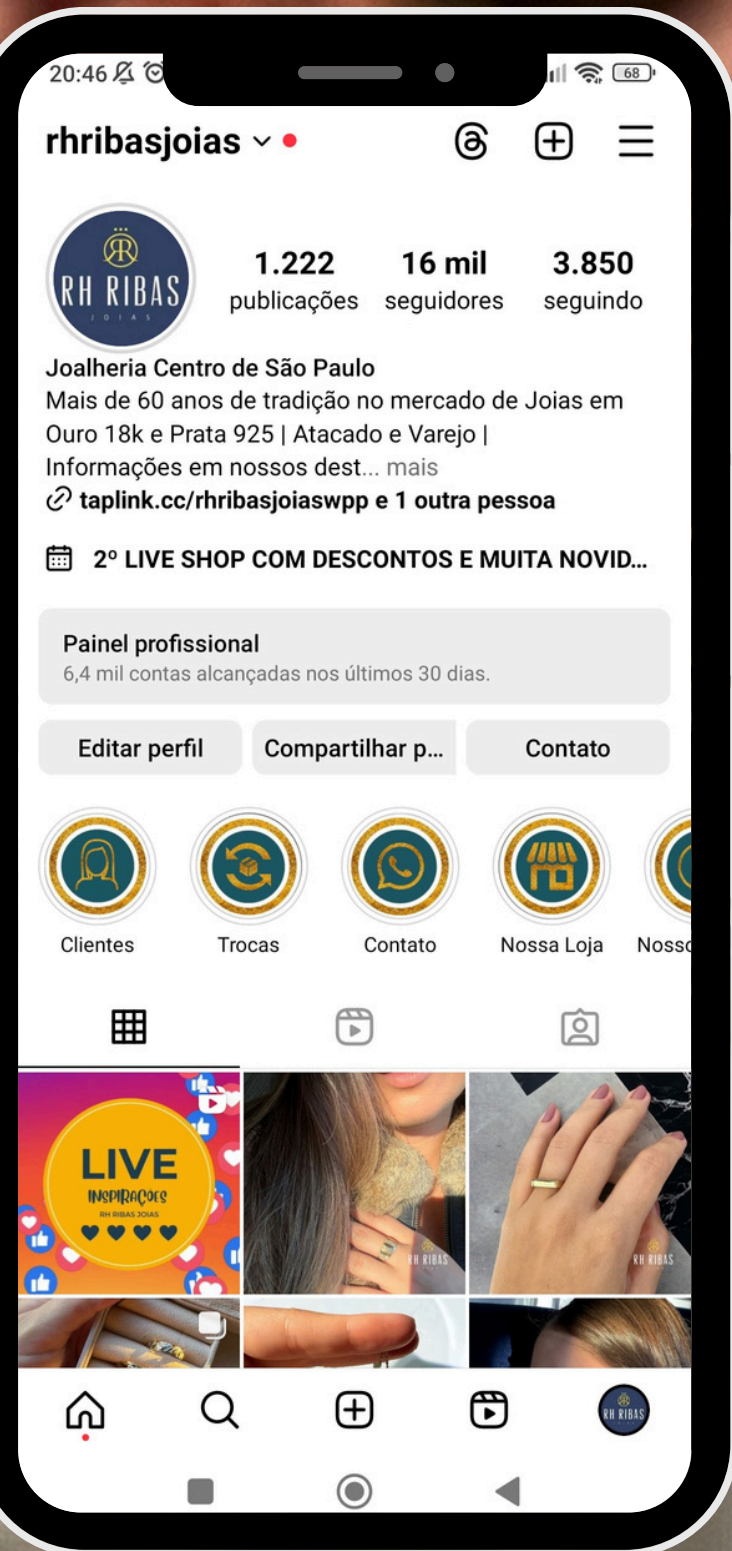 20:46
68
rhribasjoias
RH RIBAS
JOIAS
1.222
publicações
16 mil
seguidores
3.850
seguindo
Joalheria Centro de São Paulo
Mais de 60 anos de tradição no mercado de Joias em
Ouro 18k e Prata 925 | Atacado e Varejo |
Informações em nossos dest... mais
taplink.cc/rhribasjoiaswpp e 1 outra pessoa
2º LIVE SHOP COM DESCONTOS E MUITA NOVID...
Painel profissional
6,4 mil contas alcançadas nos últimos 30 dias.
Editar perfil
Compartilhar p...
Contato
Clientes
Trocas
Contato
Nossa Loja
Nosso
LIVE
INSPIRAÇÕES
RH RIBAS JOIAS
RH RIBAS
RH RIBAS
RH RIBAS